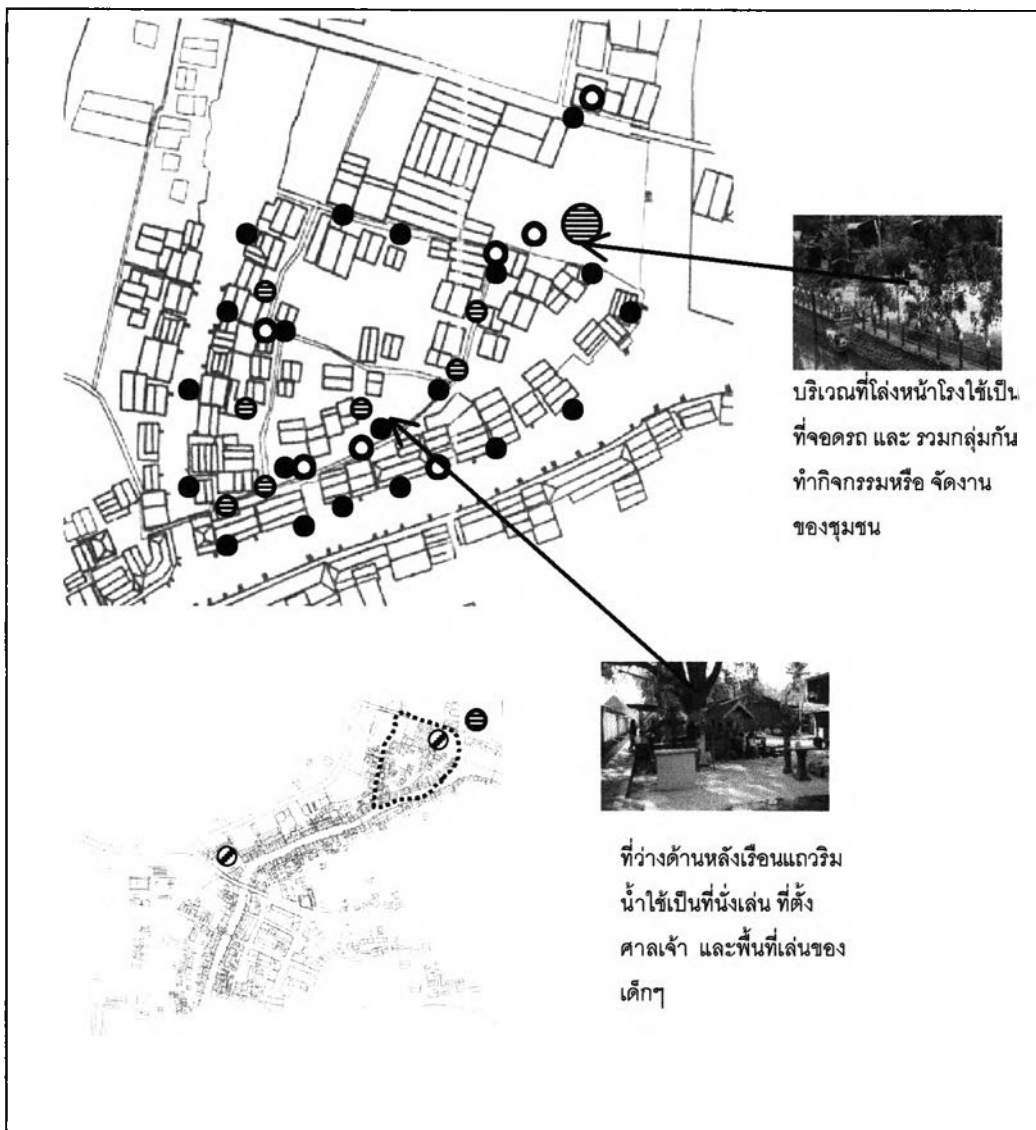 บริเวณที่โล่งหน้าโรงใช้เป็น
ที่จอดรถ และ รวมกลุ่มกัน
ทำกิจกรรมหรือ จัดงาน
ของชุมชน
ที่ว่างด้านหลังเรือนแถวริม
น้ำใช้เป็นที่นั่งเล่น ที่ตั้ง
ศาลเจ้า และพื้นที่เล่นของ
เด็กๆ